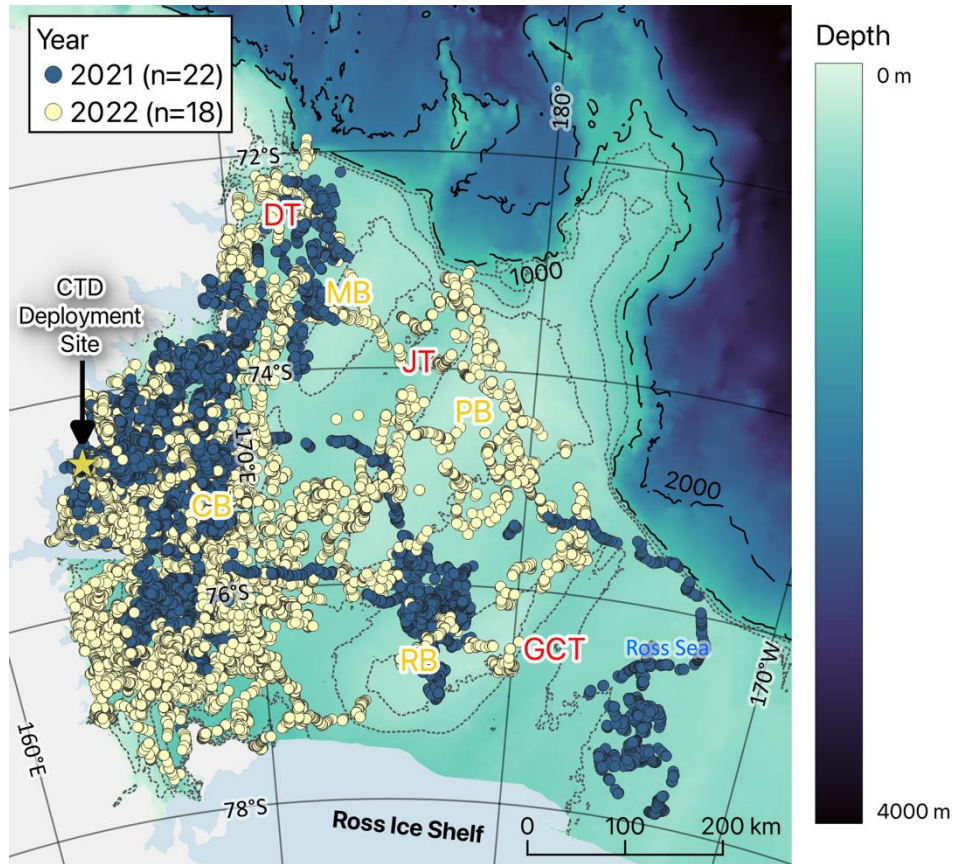 Year
2021 (n=22)
2022 (n=18)
Depth
0 m
4000 m
180°
72°S
DT
CTD
Deployment
Site
MB
1000
JT
74°S
PB
170°E
2000
CB
76°S
RB
GCT
Ross Sea
170°W
160°E
78°S
Ross Ice Shelf
0 100 200 km